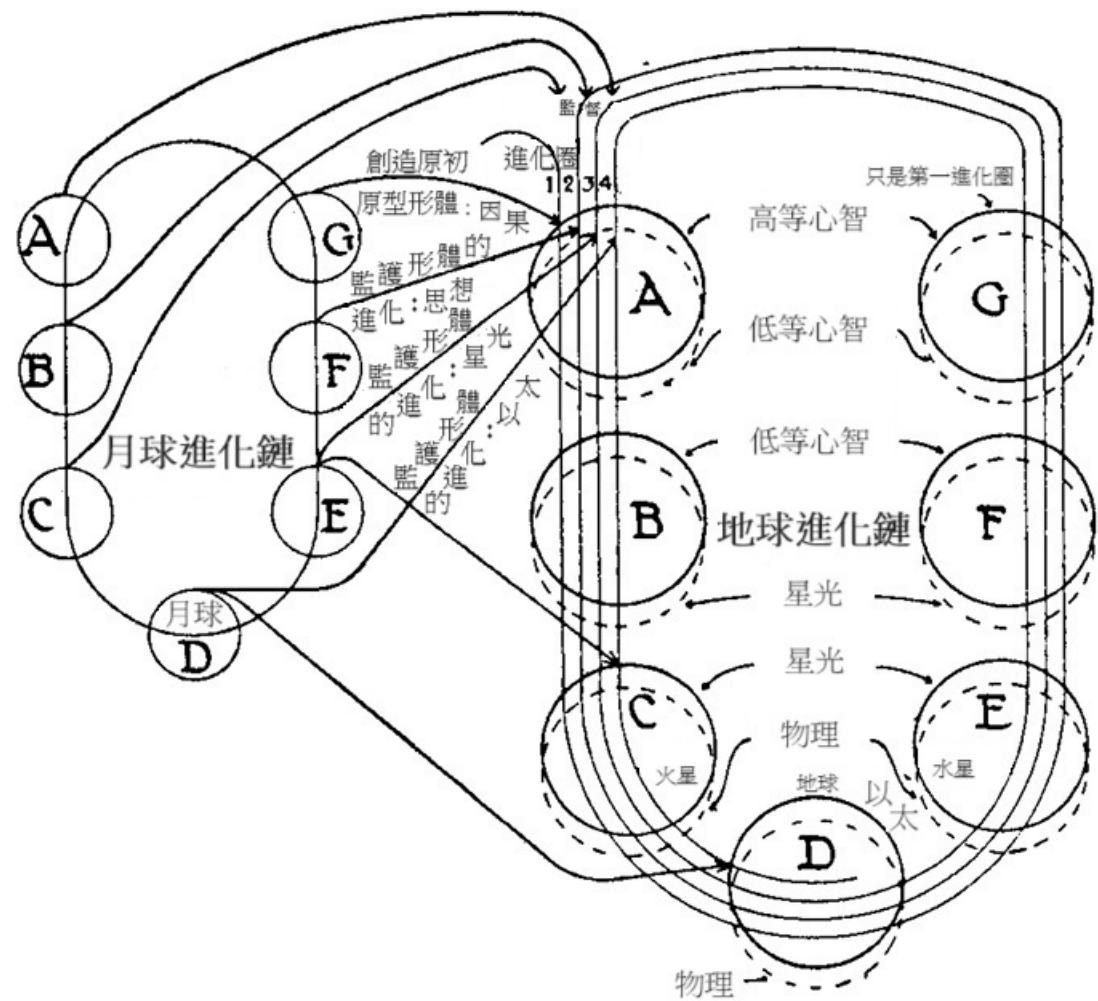 監督
創造原初
進化圈
1 2 3 4
原型形體:因果
監護形體的
進化:思想
監護形體
的進化:星光
監護形體
的進化:以太
只是第一進化圈
A
G
B
F
月球進化鏈
C
E
月球
D
高等心智
A
G
低等心智
低等心智
B
地球進化鏈
F
星光
星光
C
E
火星
物理
水星
地球
以太
D
物理